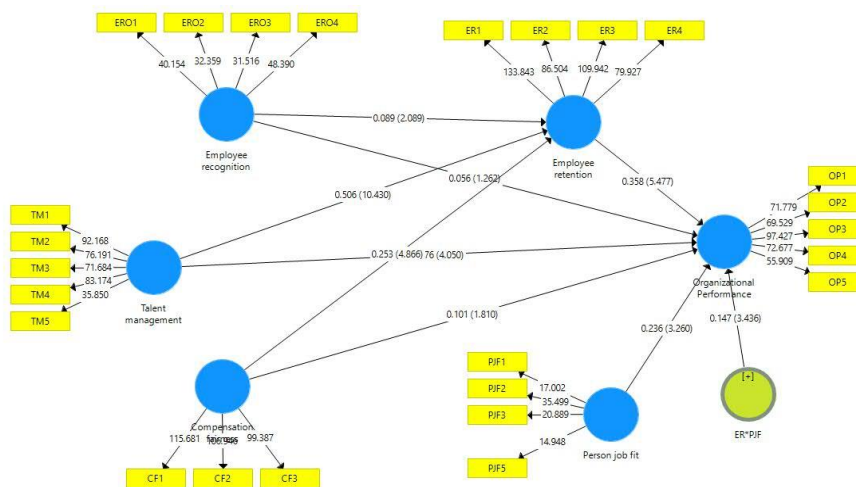 ERO1
ERO2
ERO3
ERO4
ER1
ER2
ER3
ER4
40.154
32.359
31.516
48.390
133.843
86.504
109.942
79.927
Employee
recognition
0.089 (2.089)
Employee
retention
0.056 (1.262)
0.358 (5.477)
0.506 (10.430)
OP1
OP2
OP3
OP4
OP5
71.779
69.529
97.427
72.677
55.909
TM1
TM2
TM3
TM4
TM5
92.168
76.191
71.684
83.174
35.850
Talent
management
0.253 (4.866)
76 (4.050)
Organizational
Performance
0.101 (1.810)
0.236 (3.260)
0.147 (3.436)
PJF1
PJF2
PJF3
PJF5
17.002
35.499
20.889
14.948
Person job fit
[+]
ER*PJF
Compensation
115.681
99.387
CF1
CF2
CF3